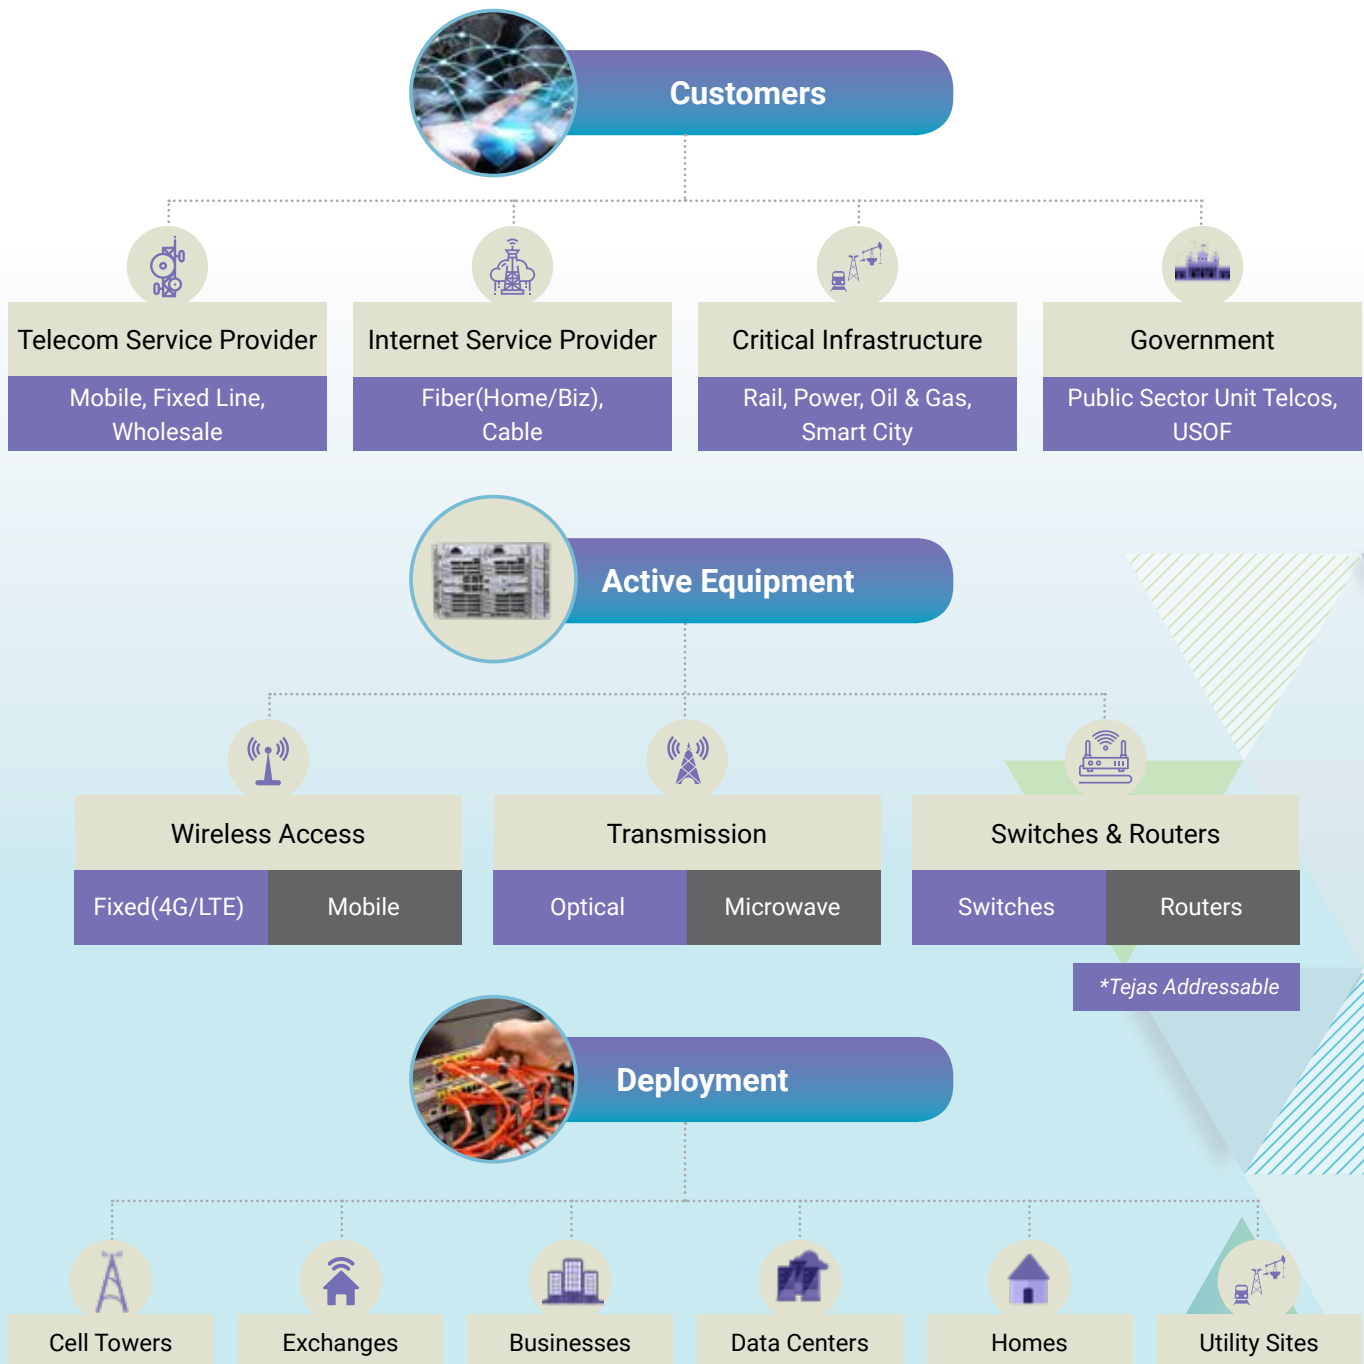 Customers
Telecom Service Provider
Mobile, Fixed Line,
Wholesale
Internet Service Provider
Fiber(Home/Biz),
Cable
Critical Infrastructure
Rail, Power, Oil & Gas,
Smart City
Government
Public Sector Unit Telcos,
USOF
Active Equipment
Wireless Access
Fixed(4G/LTE)
Mobile
Transmission
Optical
Microwave
Switches & Routers
Switches
Routers
*Tejas Addressable
Deployment
Cell Towers
Exchanges
Businesses
Data Centers
Homes
Utility Sites